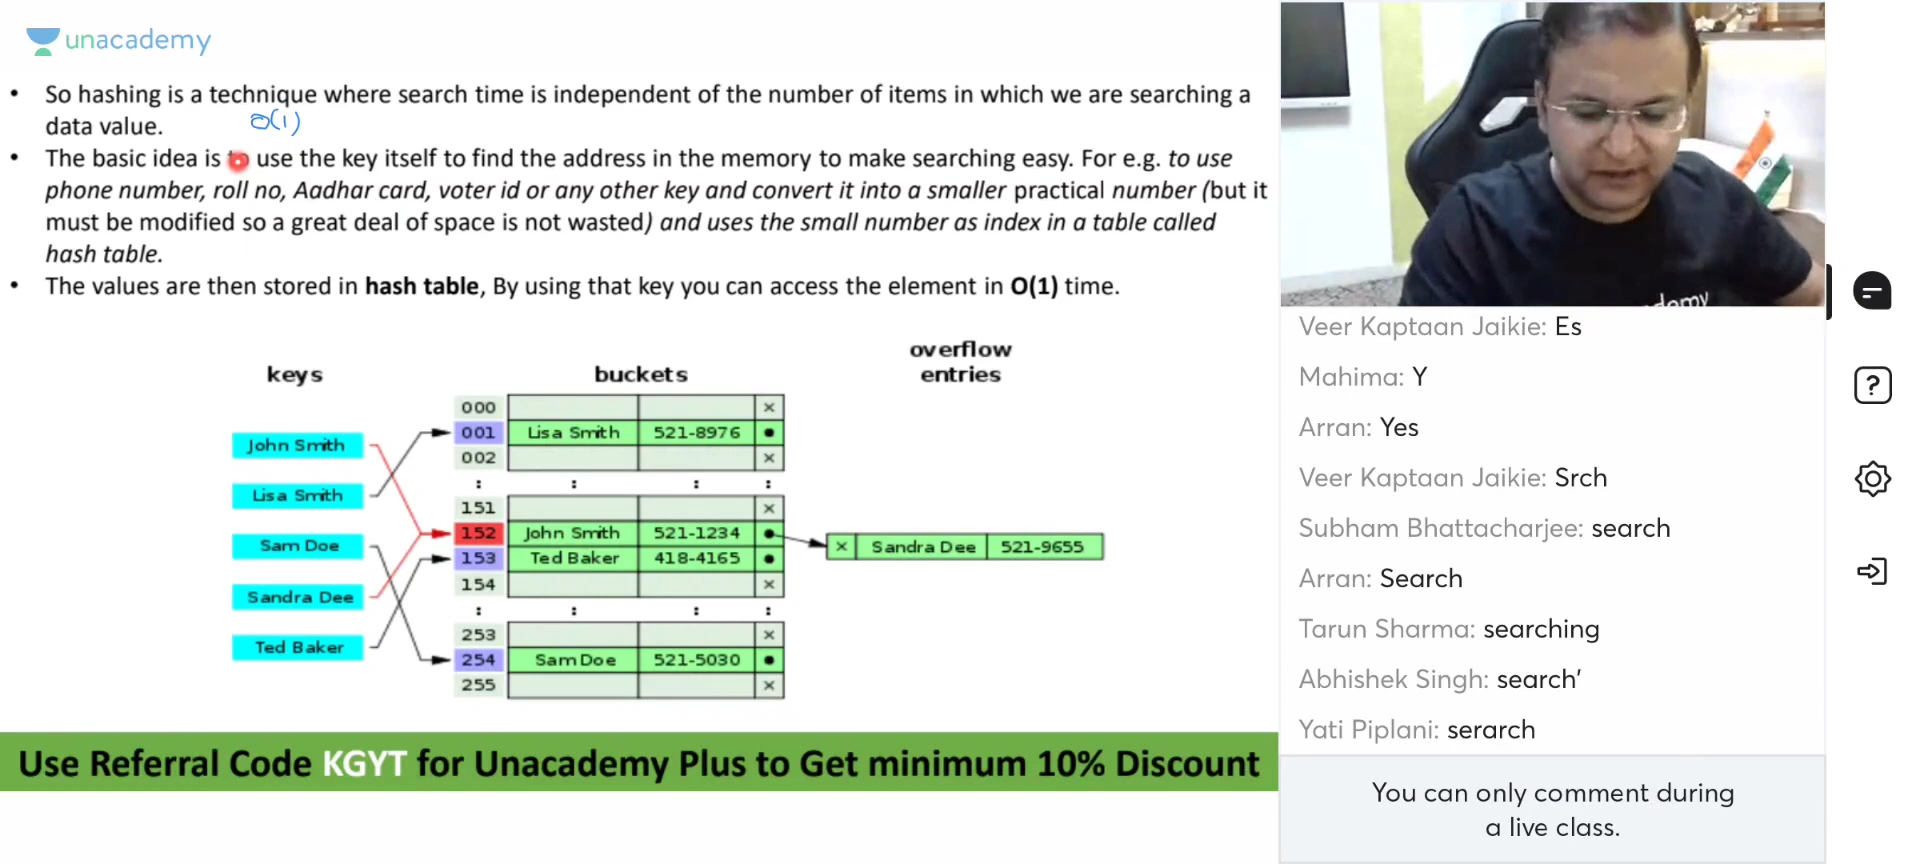 unacademy
• So hashing is a technique where search time is independent of the number of items in which we are searching a
data value.
O(1)
• The basic idea is to use the key itself to find the address in the memory to make searching easy. For e.g. to use
phone number, roll no, Aadhar card, voter id or any other key and convert it into a smaller practical number (but it
must be modified so a great deal of space is not wasted) and uses the small number as index in a table called
hash table.
• The values are then stored in hash table, By using that key you can access the element in O(1) time.
keys
buckets
overflow
entries
John Smith
Lisa Smith
Sam Doe
Sandra Dee
Ted Baker
000 ×
001 Lisa Smith 521-8976 •
002 ×
: : : :
151 ×
152 John Smith 521-1234 •
153 Ted Baker 418-4165 •
154 ×
: : : :
253 ×
254 Sam Doe 521-5030 •
255 ×
× Sandra Dee 521-9655
Use Referral Code KGYT for Unacademy Plus to Get minimum 10% Discount
demy
Veer Kaptaan Jaikie: Es
Mahima: Y
Arran: Yes
Veer Kaptaan Jaikie: Srch
Subham Bhattacharjee: search
Arran: Search
Tarun Sharma: searching
Abhishek Singh: search’
Yati Piplani: serarch
You can only comment during
a live class.
?